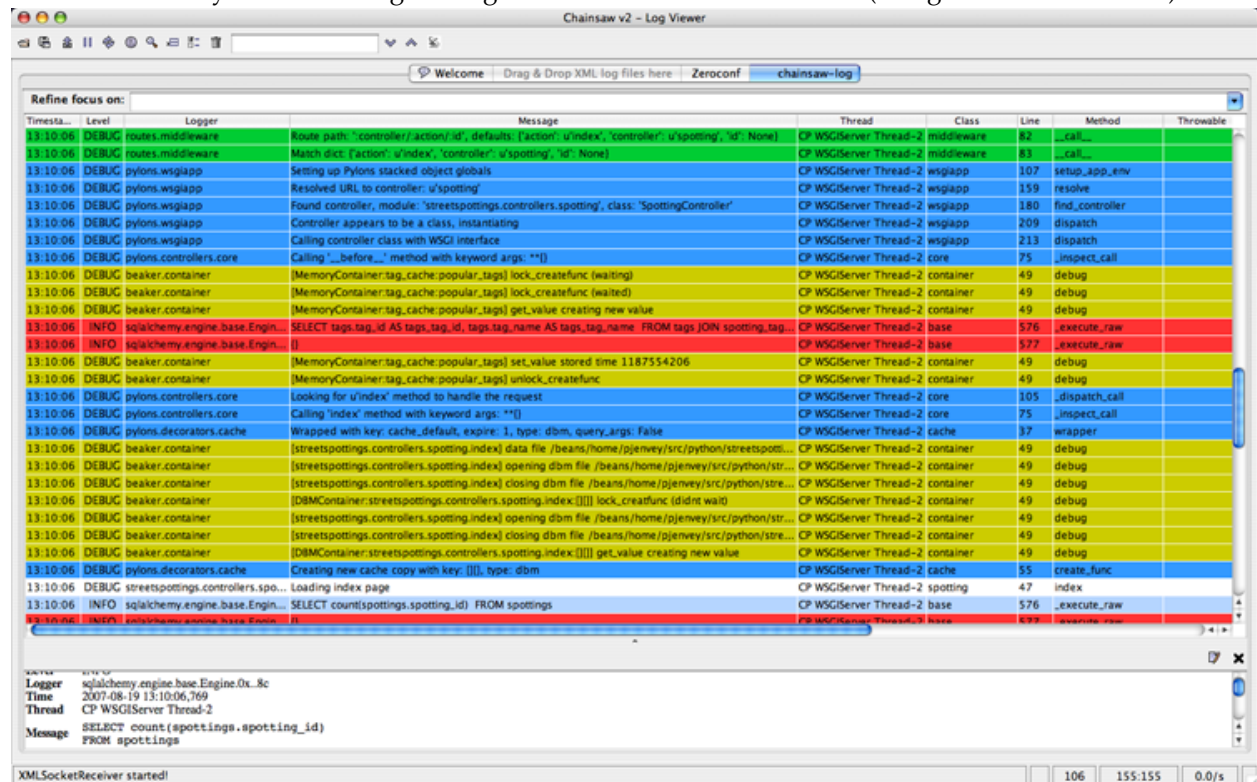 Chainsaw v2 – Log Viewer
Welcome Drag & Drop XML log files here Zeroconf chainsaw-log
Refine focus on:
Timesta... Level Logger Message Thread Class Line Method Throwable
13:10:06 DEBUG routes.middleware Route path: ':controller/:action/:id', defaults: {'action': u'index', 'controller': u'spotting', 'id': None} CP WSGIServer Thread-2 middleware 82 __call__
13:10:06 DEBUG routes.middleware Match dict: {'action': u'index', 'controller': u'spotting', 'id': None} CP WSGIServer Thread-2 middleware 83 __call__
13:10:06 DEBUG pylons.wsgiapp Setting up Pylons stacked object globals CP WSGIServer Thread-2 wsgiapp 107 setup_app_env
13:10:06 DEBUG pylons.wsgiapp Resolved URL to controller: u'spotting' CP WSGIServer Thread-2 wsgiapp 159 resolve
13:10:06 DEBUG pylons.wsgiapp Found controller, module: 'streetspottings.controllers.spotting', class: 'SpottingController' CP WSGIServer Thread-2 wsgiapp 180 find_controller
13:10:06 DEBUG pylons.wsgiapp Controller appears to be a class, instantiating CP WSGIServer Thread-2 wsgiapp 209 dispatch
13:10:06 DEBUG pylons.wsgiapp Calling controller class with WSGI interface CP WSGIServer Thread-2 wsgiapp 213 dispatch
13:10:06 DEBUG pylons.controllers.core Calling '__before__' method with keyword args: **{} CP WSGIServer Thread-2 core 75 _inspect_call
13:10:06 DEBUG beaker.container [MemoryContainer:tag_cache:popular_tags] lock_createfunc (waiting) CP WSGIServer Thread-2 container 49 debug
13:10:06 DEBUG beaker.container [MemoryContainer:tag_cache:popular_tags] lock_createfunc (waited) CP WSGIServer Thread-2 container 49 debug
13:10:06 DEBUG beaker.container [MemoryContainer:tag_cache:popular_tags] get_value creating new value CP WSGIServer Thread-2 container 49 debug
13:10:06 INFO sqlalchemy.engine.base.Engin... SELECT tags.tag_id AS tags_tag_id, tags.tag_name AS tags_tag_name FROM tags JOIN spotting_tag... CP WSGIServer Thread-2 base 576 _execute_raw
13:10:06 INFO sqlalchemy.engine.base.Engin... {} CP WSGIServer Thread-2 base 577 _execute_raw
13:10:06 DEBUG beaker.container [MemoryContainer:tag_cache:popular_tags] set_value stored time 1187554206 CP WSGIServer Thread-2 container 49 debug
13:10:06 DEBUG beaker.container [MemoryContainer:tag_cache:popular_tags] unlock_createfunc CP WSGIServer Thread-2 container 49 debug
13:10:06 DEBUG pylons.controllers.core Looking for u'index' method to handle the request CP WSGIServer Thread-2 core 105 _dispatch_call
13:10:06 DEBUG pylons.controllers.core Calling 'index' method with keyword args: **{} CP WSGIServer Thread-2 core 75 _inspect_call
13:10:06 DEBUG pylons.decorators.cache Wrapped with key: cache_default, expire: 1, type: dbm, query_args: False CP WSGIServer Thread-2 cache 37 wrapper
13:10:06 DEBUG beaker.container [streetspottings.controllers.spotting.index] data file /beans/home/pjenvey/src/python/streetspotti... CP WSGIServer Thread-2 container 49 debug
13:10:06 DEBUG beaker.container [streetspottings.controllers.spotting.index] opening dbm file /beans/home/pjenvey/src/python/str... CP WSGIServer Thread-2 container 49 debug
13:10:06 DEBUG beaker.container [streetspottings.controllers.spotting.index] closing dbm file /beans/home/pjenvey/src/python/stre... CP WSGIServer Thread-2 container 49 debug
13:10:06 DEBUG beaker.container [DBMContainer:streetspottings.controllers.spotting.index:[][]] lock_creatfunc (didnt wait) CP WSGIServer Thread-2 container 49 debug
13:10:06 DEBUG beaker.container [streetspottings.controllers.spotting.index] opening dbm file /beans/home/pjenvey/src/python/str... CP WSGIServer Thread-2 container 49 debug
13:10:06 DEBUG beaker.container [streetspottings.controllers.spotting.index] closing dbm file /beans/home/pjenvey/src/python/stre... CP WSGIServer Thread-2 container 49 debug
13:10:06 DEBUG beaker.container [DBMContainer:streetspottings.controllers.spotting.index:[][]] get_value creating new value CP WSGIServer Thread-2 container 49 debug
13:10:06 DEBUG pylons.decorators.cache Creating new cache copy with key: [][], type: dbm CP WSGIServer Thread-2 cache 55 create_func
13:10:06 DEBUG streetspottings.controllers.spo... Loading index page CP WSGIServer Thread-2 spotting 47 index
13:10:06 INFO sqlalchemy.engine.base.Engin... SELECT count(spottings.spotting_id) FROM spottings CP WSGIServer Thread-2 base 576 _execute_raw
13:10:06 INFO sqlalchemy.engine.base.Engin... {} CP WSGIServer Thread-2 base 577 _execute_raw
Level INFO
Logger sqlalchemy.engine.base.Engine.0x..8c
Time 2007-08-19 13:10:06,769
Thread CP WSGIServer Thread-2
Message SELECT count(spottings.spotting_id)
FROM spottings
XMLSocketReceiver started! 106 155:155 0.0/s